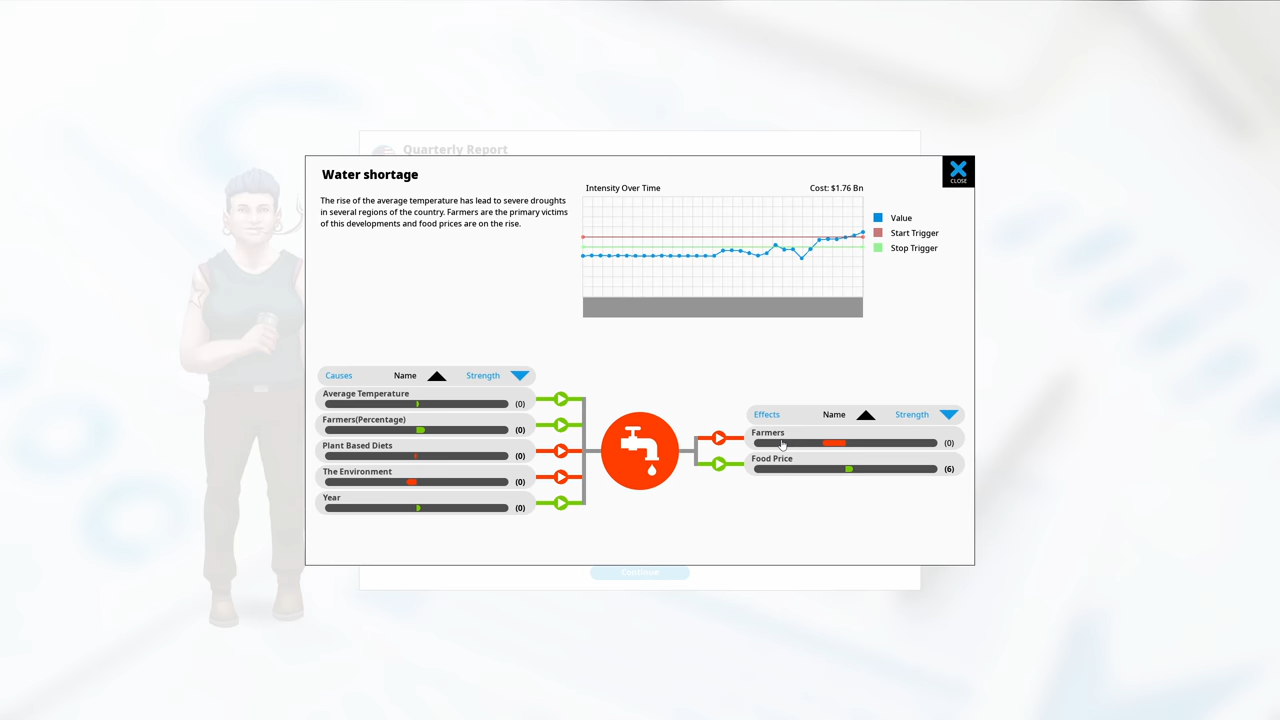 Quarterly Report
Water shortage
CLOSE
The rise of the average temperature has lead to severe droughts
in several regions of the country. Farmers are the primary victims
of this developments and food prices are on the rise.
Intensity Over Time
Cost: $1.76 Bn
Value
Start Trigger
Stop Trigger
Causes Name Strength
Average Temperature
(0)
Farmers(Percentage)
(0)
Plant Based Diets
(0)
The Environment
(0)
Year
(0)
Effects Name Strength
Farmers
(0)
Food Price
(6)
Continue